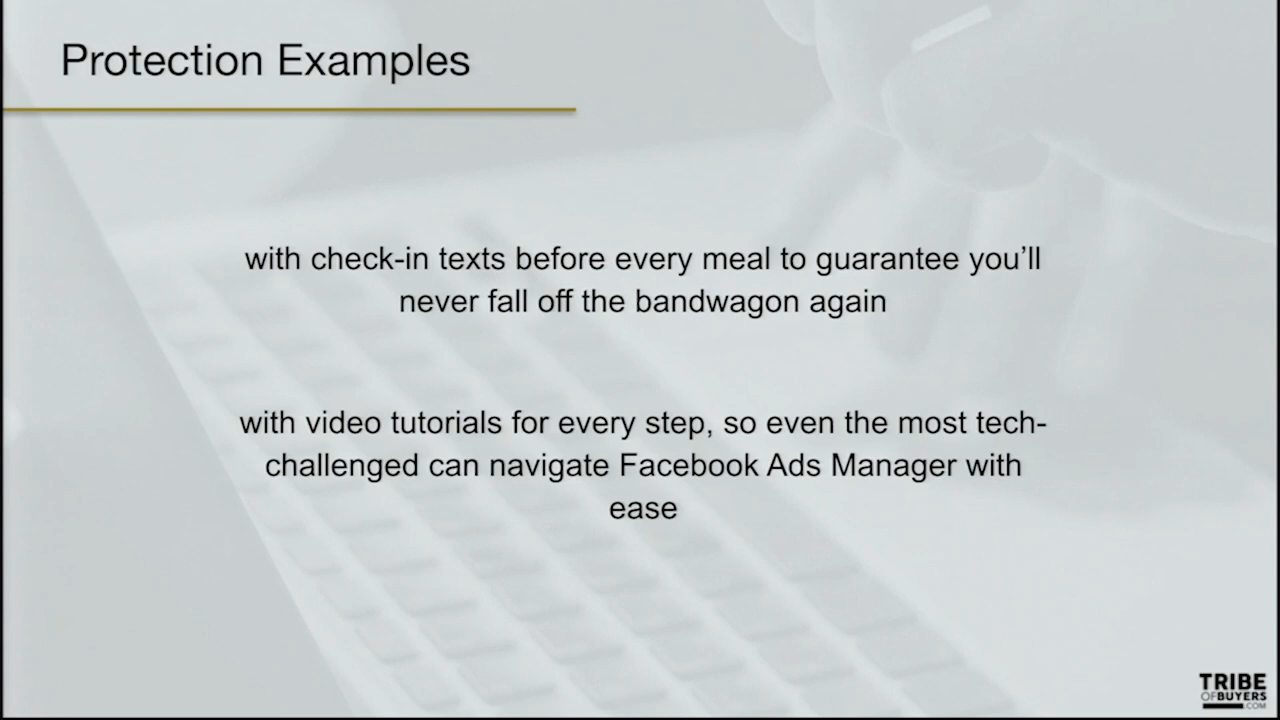 Protection Examples
with check-in texts before every meal to guarantee you’ll
never fall off the bandwagon again
with video tutorials for every step, so even the most tech-
challenged can navigate Facebook Ads Manager with
ease
TRIBE
OFBUYERS
.COM